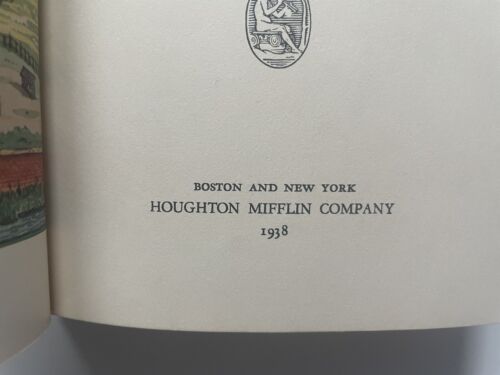 BOSTON AND NEW YORK
HOUGHTON MIFFLIN COMPANY
1938